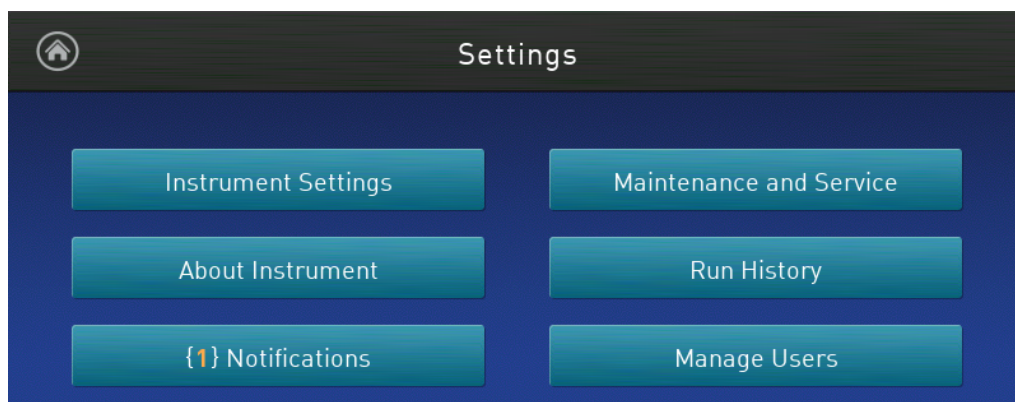 Settings
Instrument Settings
Maintenance and Service
About Instrument
Run History
{1} Notifications
Manage Users